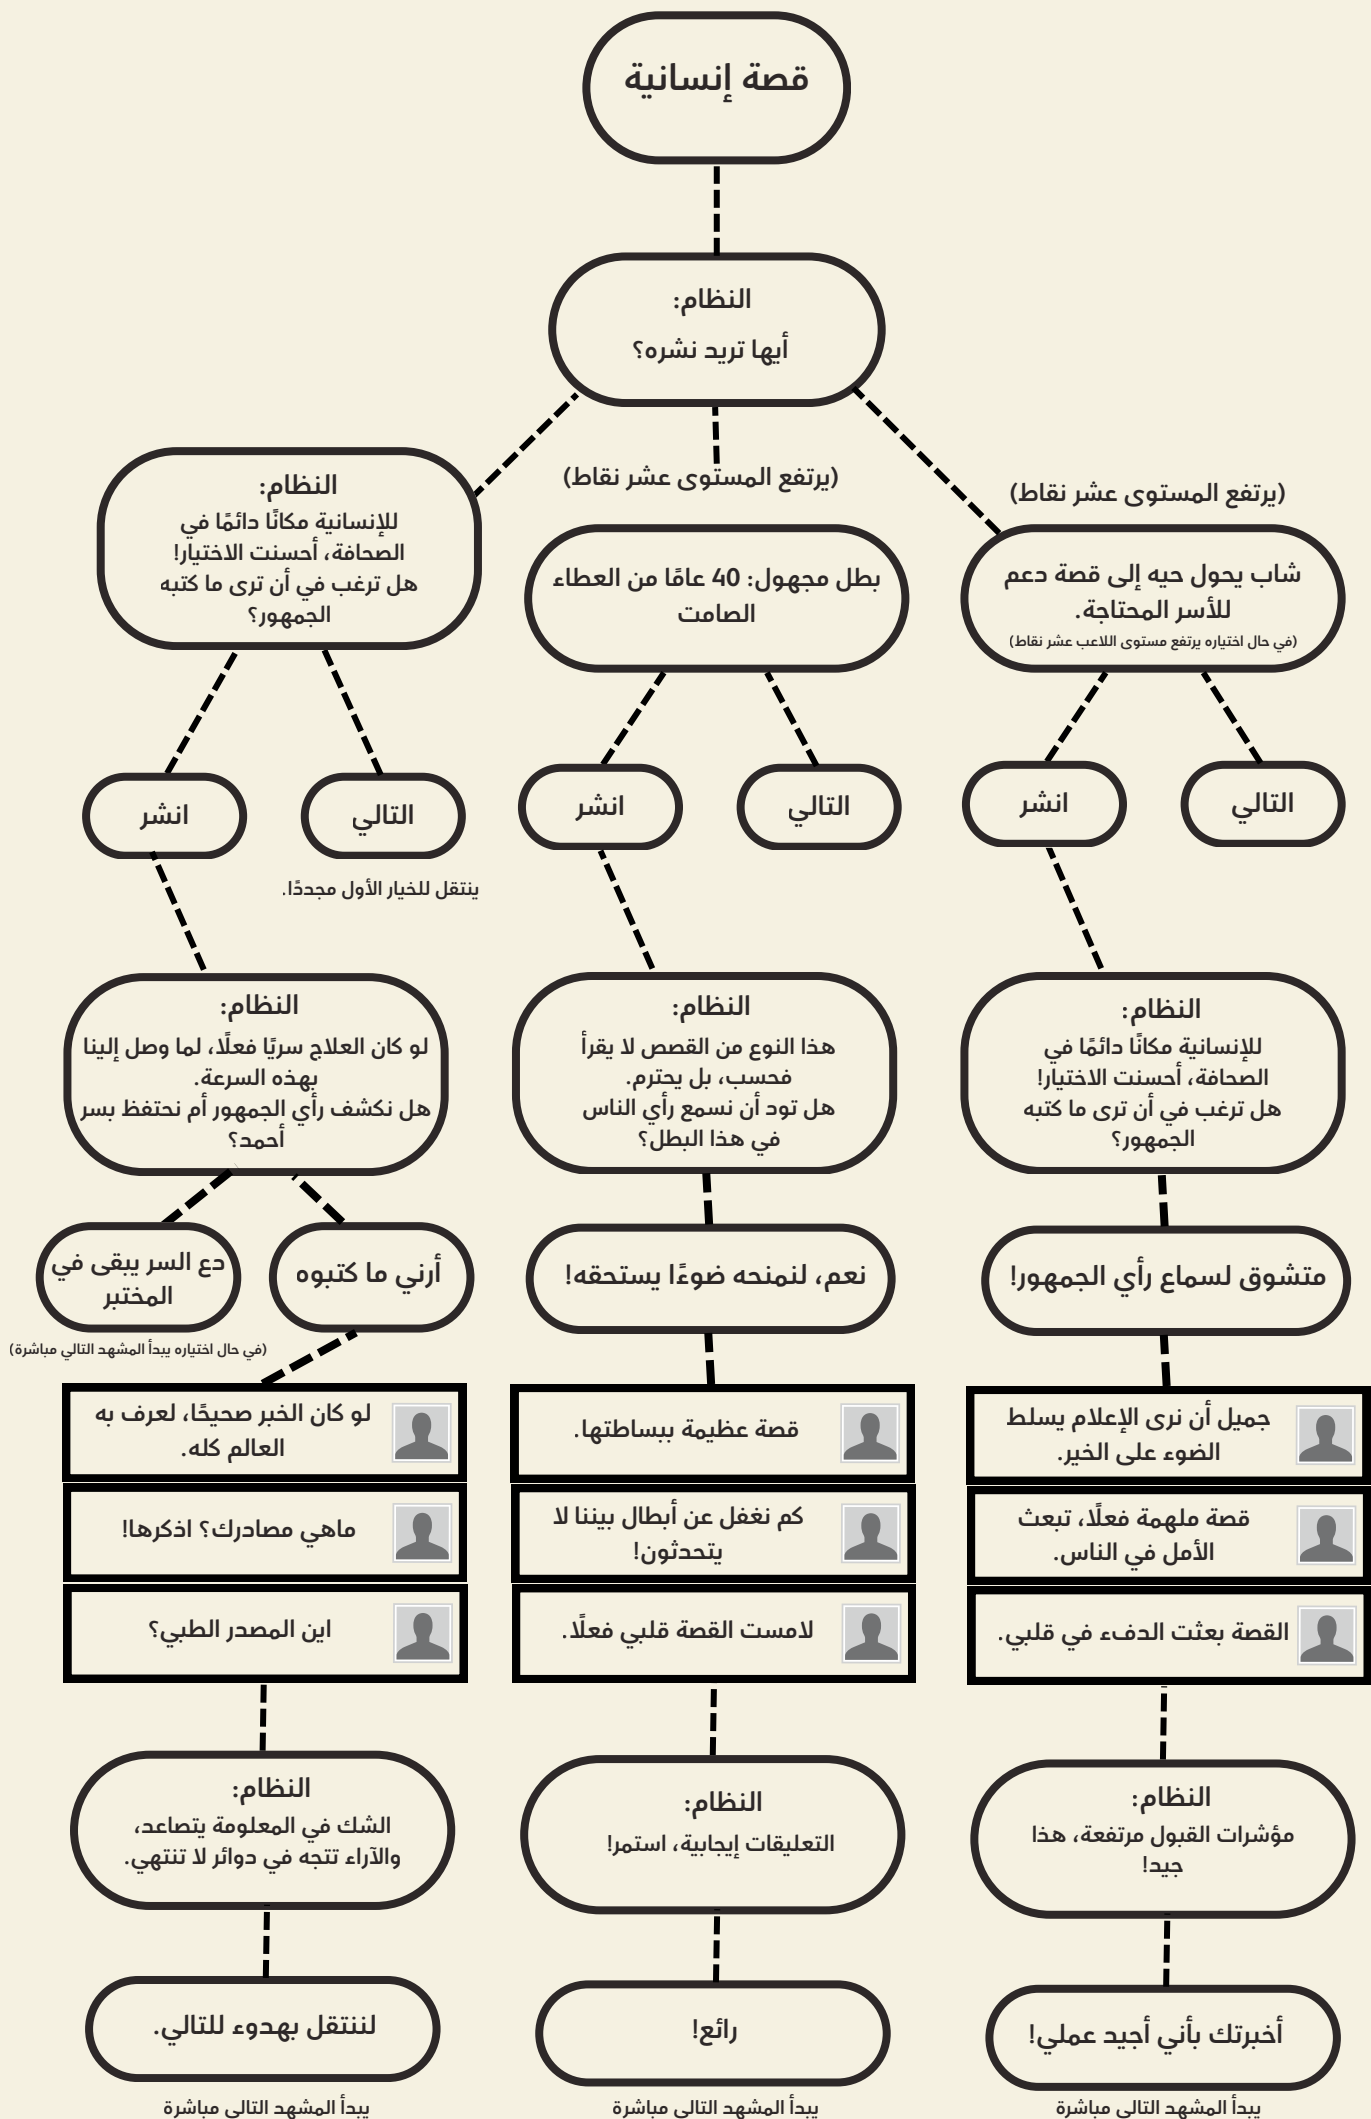 قصة إنسانية
النظام:
أيها تريد نشره؟
(يرتفع المستوى عشر نقاط)
شاب يحول حيه إلى قصة دعم
للأسر المحتاجة.
(في حال اختياره يرتفع مستوى اللاعب عشر نقاط)
التالي
انشر
النظام:
للإنسانية مكانًا دائمًا في
الصحافة، أحسنت الاختيار!
هل ترغب في أن ترى ما كتبه
الجمهور؟
متشوق لسماع رأي الجمهور!
جميل أن نرى الإعلام يسلط
الضوء على الخير.
قصة ملهمة فعلًا، تبعث
الأمل في الناس.
القصة بعثت الدفء في قلبي.
النظام:
مؤشرات القبول مرتفعة، هذا
جيد!
أخبرتك بأني أجيد عملي!
يبدأ المشهد التالي مباشرة
(يرتفع المستوى عشر نقاط)
بطل مجهول: 40 عامًا من العطاء
الصامت
التالي
انشر
النظام:
هذا النوع من القصص لا يقرأ
فحسب، بل يحترم.
هل تود أن نسمع رأي الناس
في هذا البطل؟
نعم، لنمنحه ضوءًا يستحقه!
قصة عظيمة ببساطتها.
كم نغفل عن أبطال بيننا لا
يتحدثون!
لامست القصة قلبي فعلًا.
النظام:
التعليقات إيجابية، استمر!
رائع!
يبدأ المشهد التالي مباشرة
النظام:
للإنسانية مكانًا دائمًا في
الصحافة، أحسنت الاختيار!
هل ترغب في أن ترى ما كتبه
الجمهور؟
التالي
انشر
ينتقل للخيار الأول مجددًا.
النظام:
لو كان العلاج سريًا فعلًا، لما وصل إلينا
بهذه السرعة.
هل نكشف رأي الجمهور أم نحتفظ بسر
أحمد؟
أرني ما كتبوه
دع السر يبقى في
المختبر
(في حال اختياره يبدأ المشهد التالي مباشرة)
لو كان الخبر صحيحًا، لعرف به
العالم كله.
ماهي مصادرك؟ اذكرها!
اين المصدر الطبي؟
النظام:
الشك في المعلومة يتصاعد،
والآراء تتجه في دوائر لا تنتهي.
لننتقل بهدوء للتالي.
يبدأ المشهد التالي مباشرة